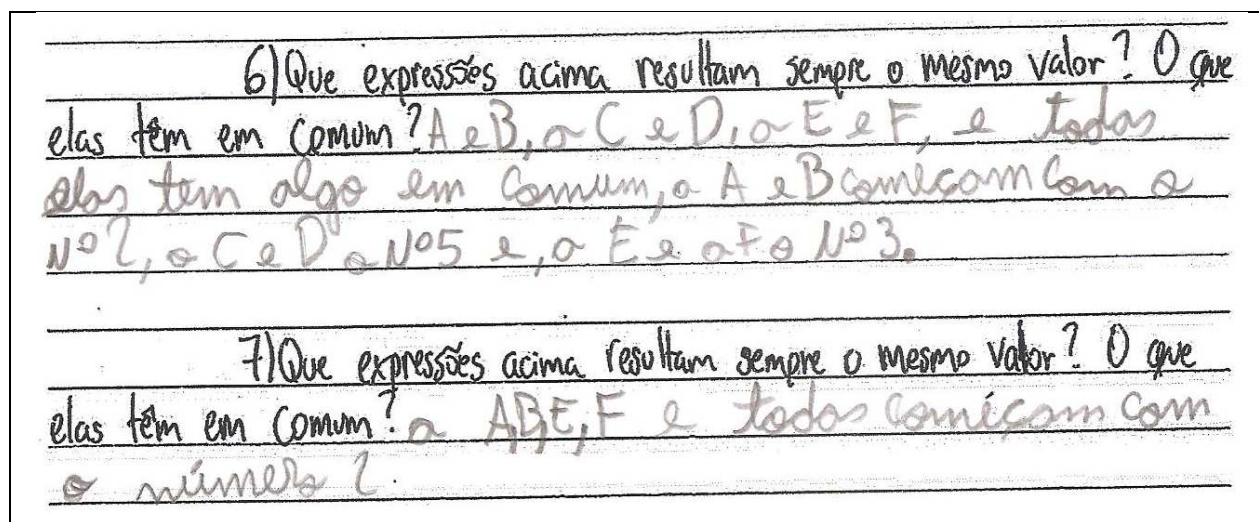 6) Que expressões acima resultam sempre o mesmo valor? O que
elas têm em comum? A e B, o C e D, o E e F, e todas
elas tem algo em Comum, o A e B começam com o
Nº 2, o C e D o Nº5 e, o E e o F o Nº 3.
7) Que expressões acima resultam sempre o mesmo valor? O que
elas têm em comum? a A,B,E,F e todos começam com
o número 2.